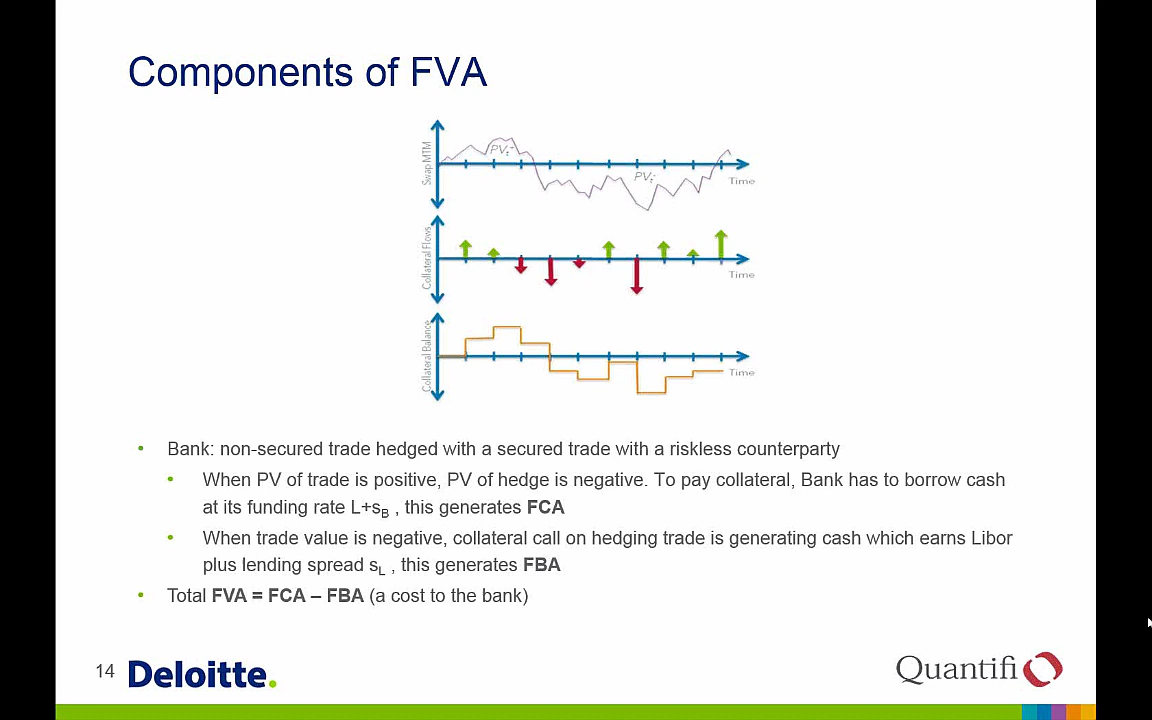 Components of FVA
Swap MTM
PVt+
PVt-
Time
Collateral Flows
Time
Collateral Balance
Time
• Bank: non-secured trade hedged with a secured trade with a riskless counterparty
• When PV of trade is positive, PV of hedge is negative. To pay collateral, Bank has to borrow cash
at its funding rate L+sB , this generates FCA
• When trade value is negative, collateral call on hedging trade is generating cash which earns Libor
plus lending spread sL , this generates FBA
• Total FVA = FCA – FBA (a cost to the bank)
14
Deloitte.
Quantifi